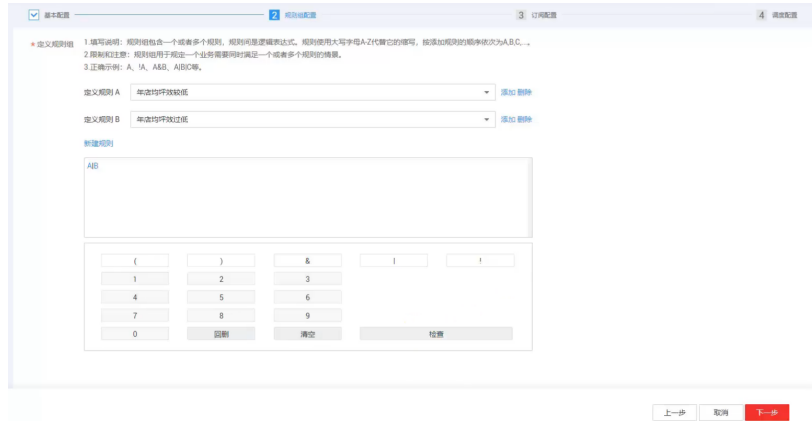 基本配置 2 规则组配置 3 订阅配置 4 调度配置
*定义规则组 1.填写说明：规则组包含一个或者多个规则，规则间是逻辑表达式。规则使用大写字母A-Z代替它的缩写，按添加规则的顺序依次为A,B,C,...。
2.限制和注意：规则组用于规定一个业务需要同时满足一个或者多个规则的情景。
3.正确示例：A、!A、A&B、A|B|C等。
定义规则 A 年店均坪效较低 添加 删除
定义规则 B 年店均坪效过低 添加 删除
新建规则
A|B
( ) & | !
1 2 3
4 5 6
7 8 9
0 回删 清空 检查
上一步 取消 下一步